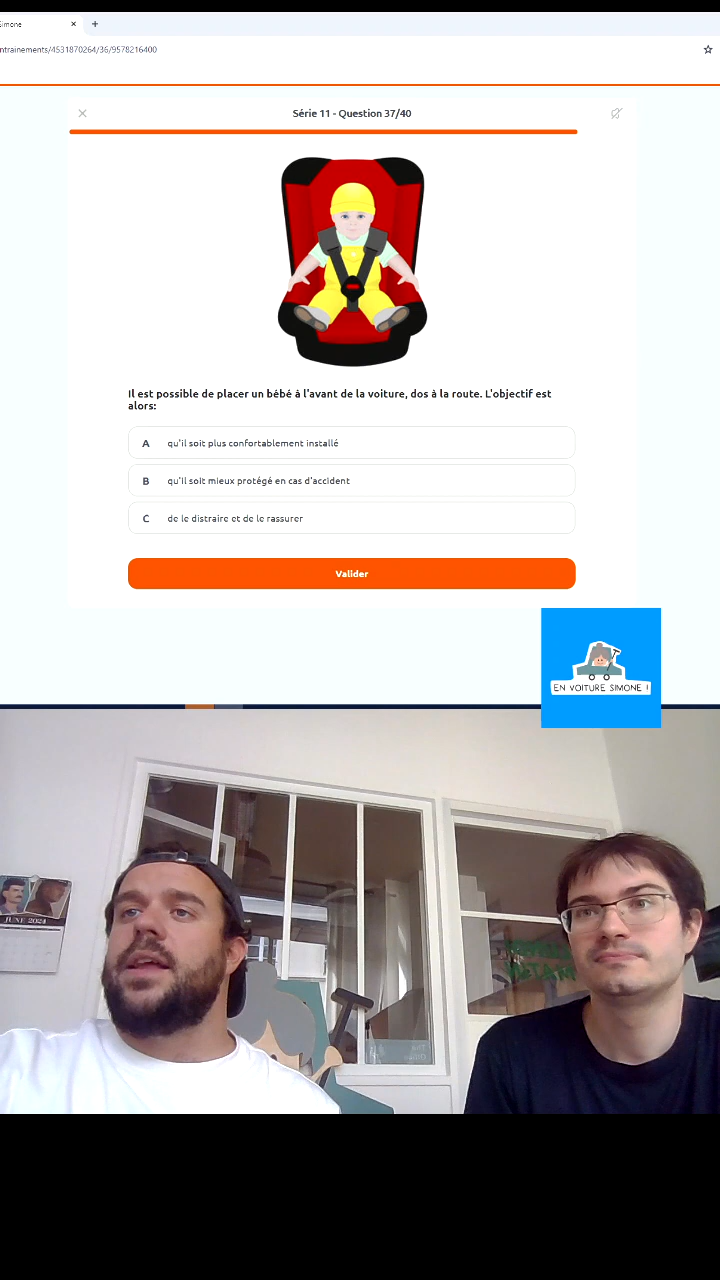 Simone
ntrainements/4531870264/36/9578216400
Série 11 - Question 37/40
Il est possible de placer un bébé à l'avant de la voiture, dos à la route. L'objectif est
alors:
A qu'il soit plus confortablement installé
B qu'il soit mieux protégé en cas d'accident
C de le distraire et de le rassurer
Valider
EN VOITURE SIMONE !
JUNE 2024